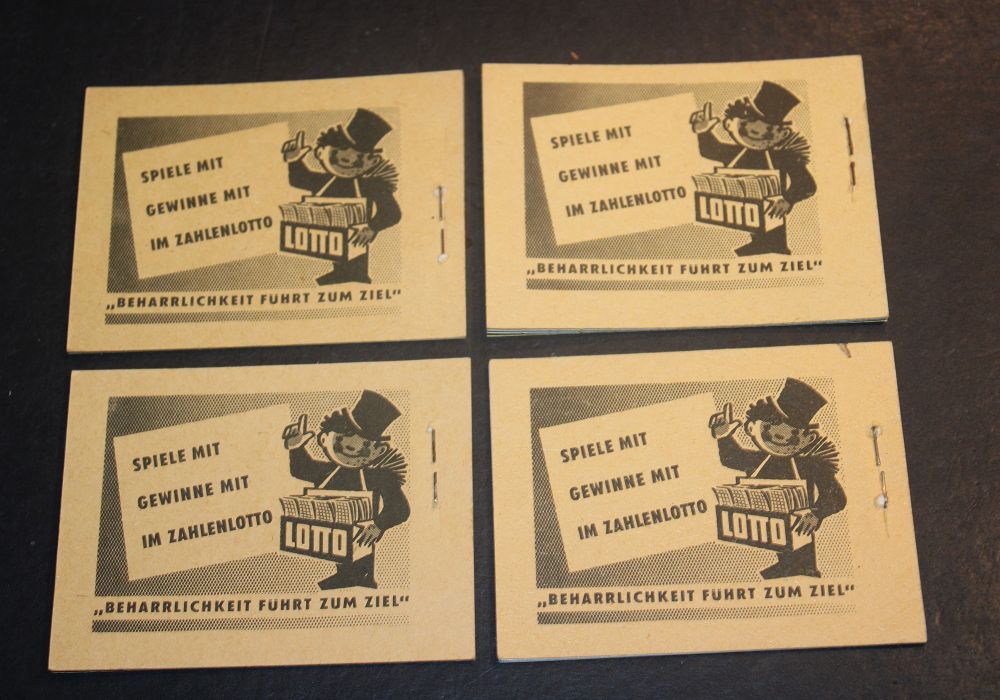 SPIELE MIT
GEWINNE MIT
IM ZAHLENLOTTO
LOTTO
„BEHARRLICHKEIT FÜHRT ZUM ZIEL“
SPIELE MIT
GEWINNE MIT
IM ZAHLENLOTTO
LOTTO
„BEHARRLICHKEIT FÜHRT ZUM ZIEL“
SPIELE MIT
GEWINNE MIT
IM ZAHLENLOTTO
LOTTO
„BEHARRLICHKEIT FÜHRT ZUM ZIEL“
SPIELE MIT
GEWINNE MIT
IM ZAHLENLOTTO
LOTTO
„BEHARRLICHKEIT FÜHRT ZUM ZIEL“